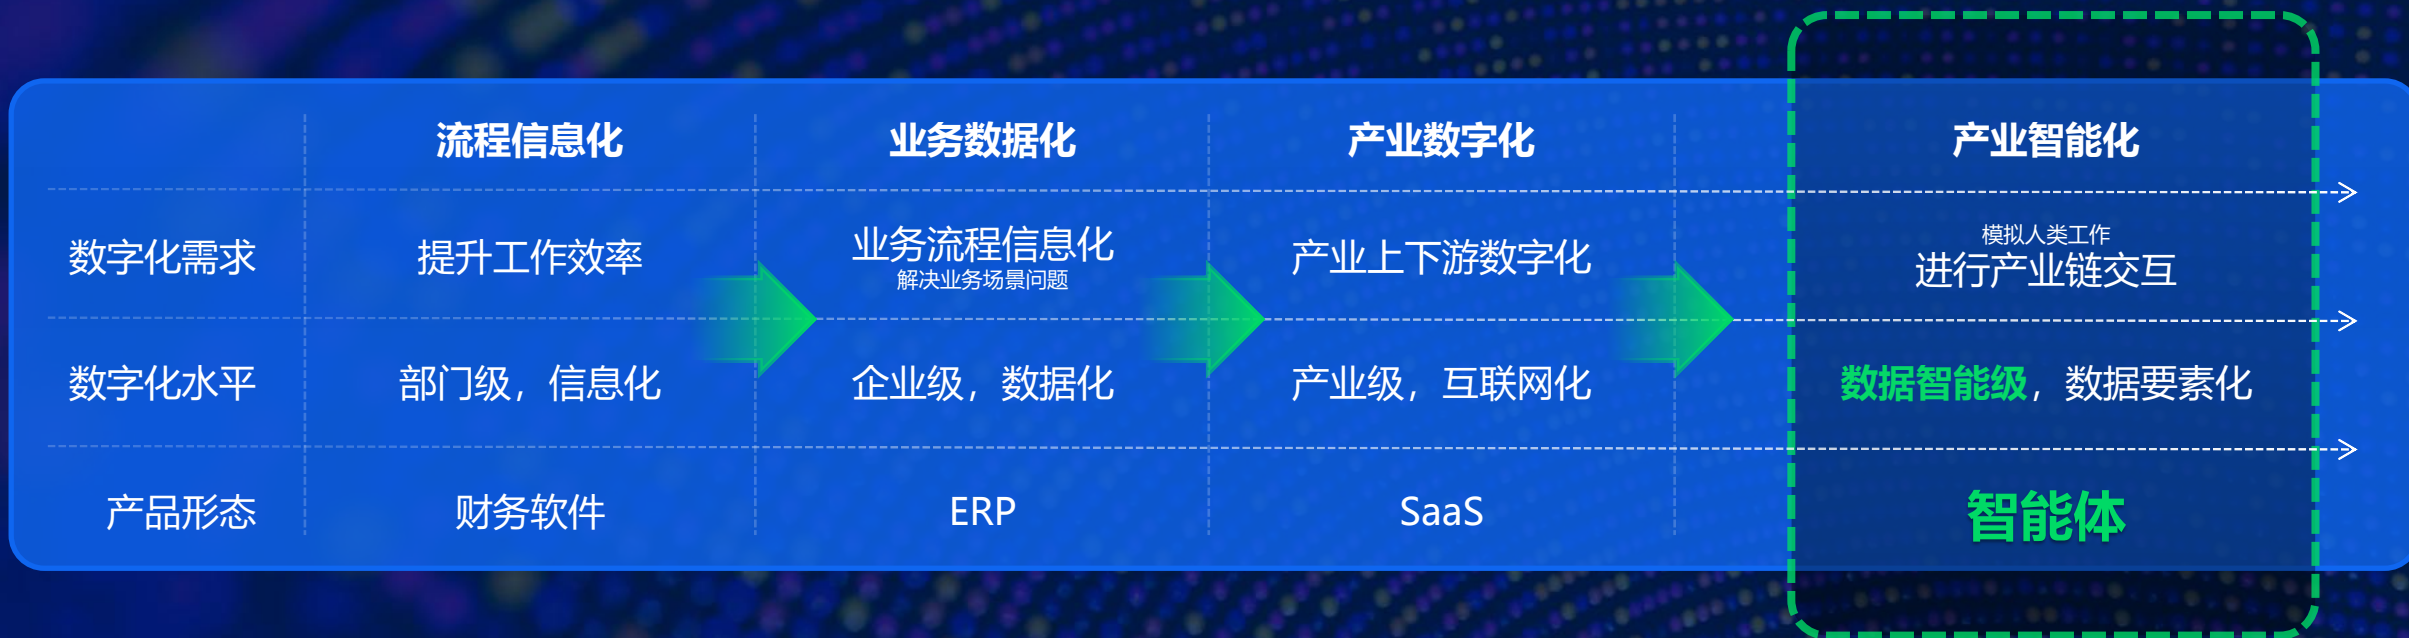 流程信息化
业务数据化
产业数字化
产业智能化
数字化需求
提升工作效率
业务流程信息化
解决业务场景问题
产业上下游数字化
模拟人类工作
进行产业链交互
数字化水平
部门级，信息化
企业级，数据化
产业级，互联网化
数据智能级，数据要素化
产品形态
财务软件
ERP
SaaS
智能体